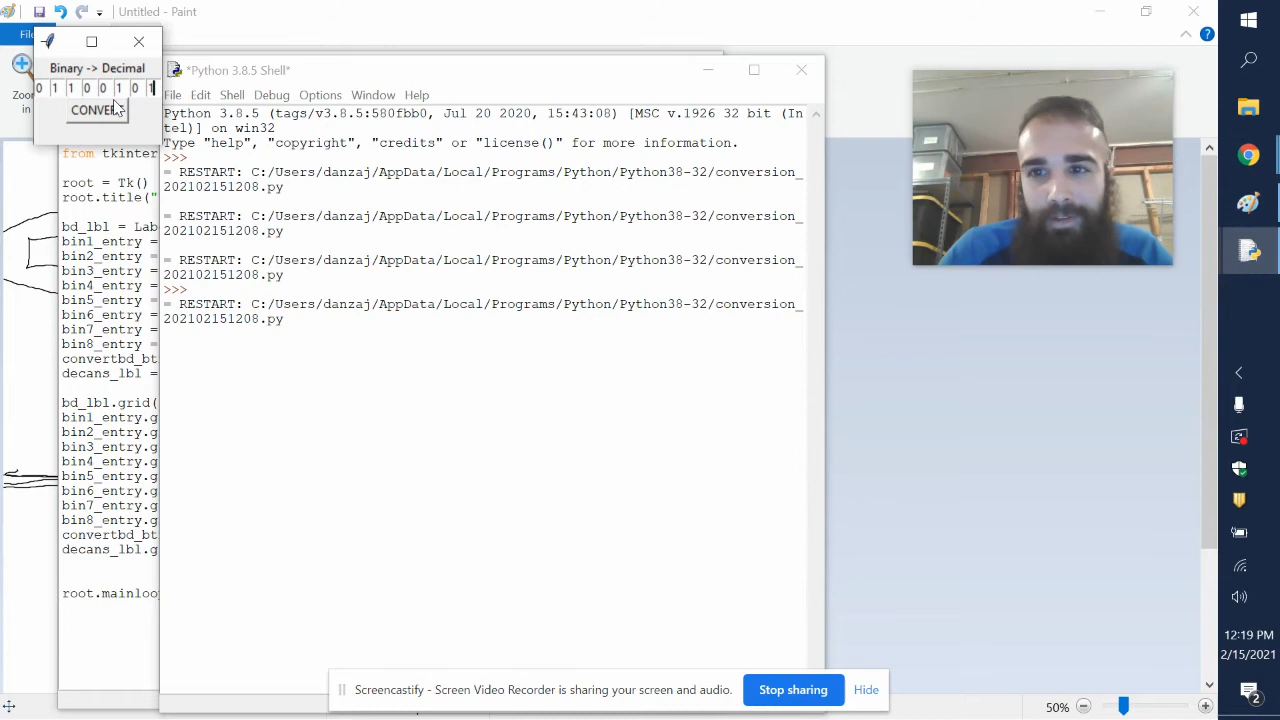 Untitled - Paint
File
Binary -> Decimal
0 1 1 0 0 1 0 1
CONVE
Zoo
in
*Python 3.8.5 Shell*
File Edit Shell Debug Options Window Help
Python 3.8.5 (tags/v3.8.5:580fbb0, Jul 20 2020, 15:43:08) [MSC v.1926 32 bit (In
tel)] on win32
Type "help", "copyright", "credits" or "license()" for more information.
>>>
= RESTART: C:/Users/danzaj/AppData/Local/Programs/Python/Python38-32/conversion_
202102151208.py
= RESTART: C:/Users/danzaj/AppData/Local/Programs/Python/Python38-32/conversion_
202102151208.py
= RESTART: C:/Users/danzaj/AppData/Local/Programs/Python/Python38-32/conversion_
202102151208.py
>>>
= RESTART: C:/Users/danzaj/AppData/Local/Programs/Python/Python38-32/conversion_
202102151208.py
from tkinter
root = Tk()
root.title("
bd_lbl = Lab
bin1_entry =
bin2_entry =
bin3_entry =
bin4_entry =
bin5_entry =
bin6_entry =
bin7_entry =
bin8_entry =
convertbd_bt
decans_lbl =
bd_lbl.grid(
bin1_entry.g
bin2_entry.g
bin3_entry.g
bin4_entry.g
bin5_entry.g
bin6_entry.g
bin7_entry.g
bin8_entry.g
convertbd_bt
decans_lbl.g
root.mainloo
Screencastify - Screen Video Recorder is sharing your screen and audio.
Stop sharing
Hide
50%
12:19 PM
2/15/2021
2